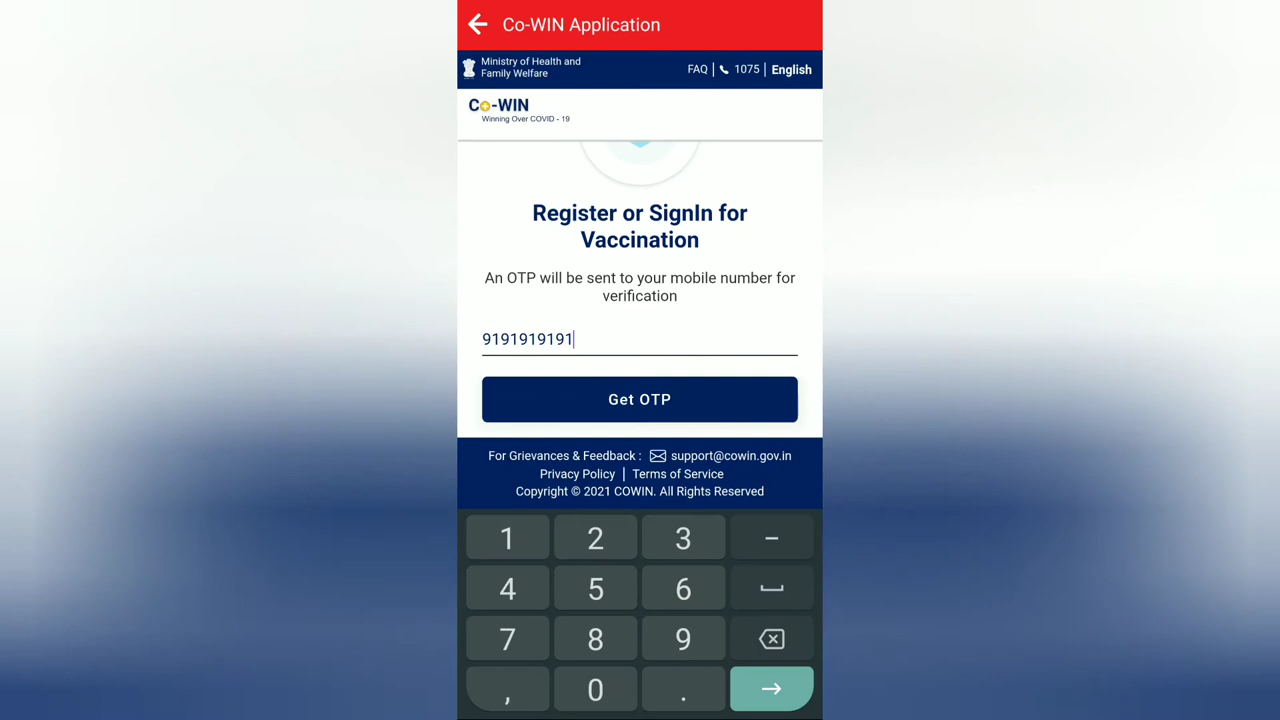 Co-WIN Application
Ministry of Health and
Family Welfare
FAQ | 1075 | English
Co-WIN
Winning Over COVID - 19
Register or SignIn for
Vaccination
An OTP will be sent to your mobile number for
verification
9191919191
Get OTP
For Grievances & Feedback : support@cowin.gov.in
Privacy Policy | Terms of Service
Copyright © 2021 COWIN. All Rights Reserved
1 2 3 −
4 5 6
7 8 9
, 0 .